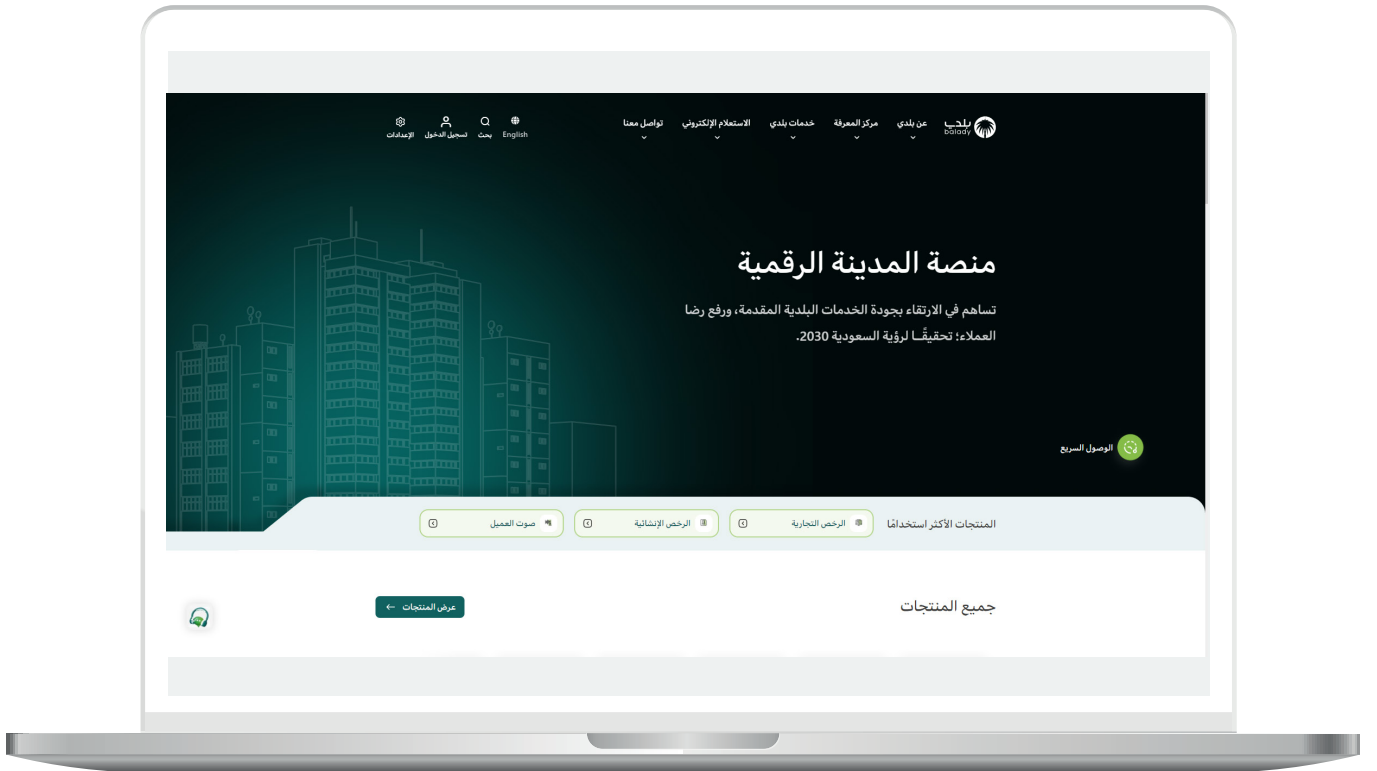 بلدي
balady
عن بلدي
مركز المعرفة
خدمات بلدي
الاستعلام الإلكتروني
تواصل معنا
English
بحث
تسجيل الدخول
الإعدادات
منصة المدينة الرقمية
تساهم في الارتقاء بجودة الخدمات البلدية المقدمة، ورفع رضا
العملاء؛ تحقيقًـا لرؤية السعودية 2030.
الوصول السريع
المنتجات الأكثر استخدامًا
الرخص التجارية
الرخص الإنشائية
صوت العميل
جميع المنتجات
عرض المنتجات